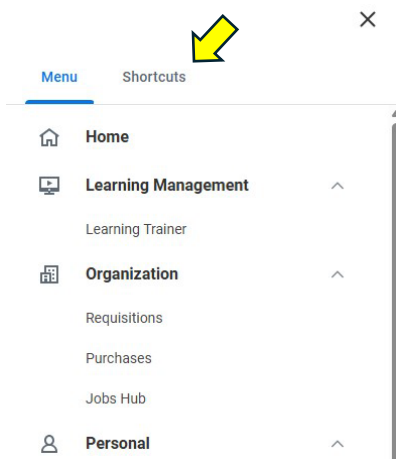 Menu Shortcuts
Home
Learning Management
Learning Trainer
Organization
Requisitions
Purchases
Jobs Hub
Personal